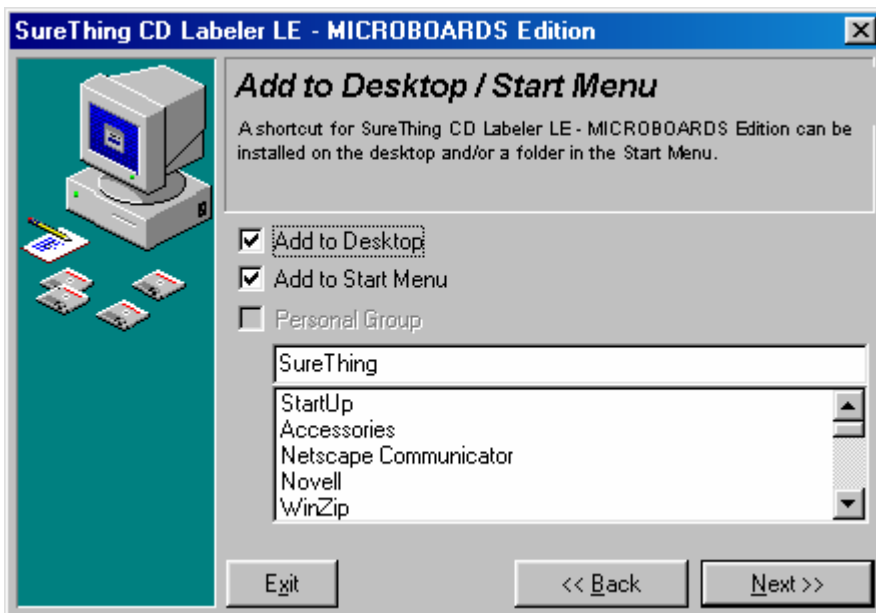 SureThing CD Labeler LE - MICROBOARDS Edition
Add to Desktop / Start Menu
A shortcut for SureThing CD Labeler LE - MICROBOARDS Edition can be
installed on the desktop and/or a folder in the Start Menu.
Add to Desktop
Add to Start Menu
Personal Group
SureThing
StartUp
Accessories
Netscape Communicator
Novell
WinZip
Exit
<< Back
Next >>